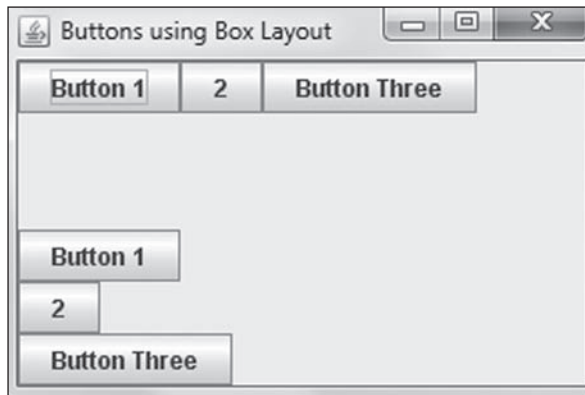 Buttons using Box Layout
Button 1 2 Button Three
Button 1
2
Button Three